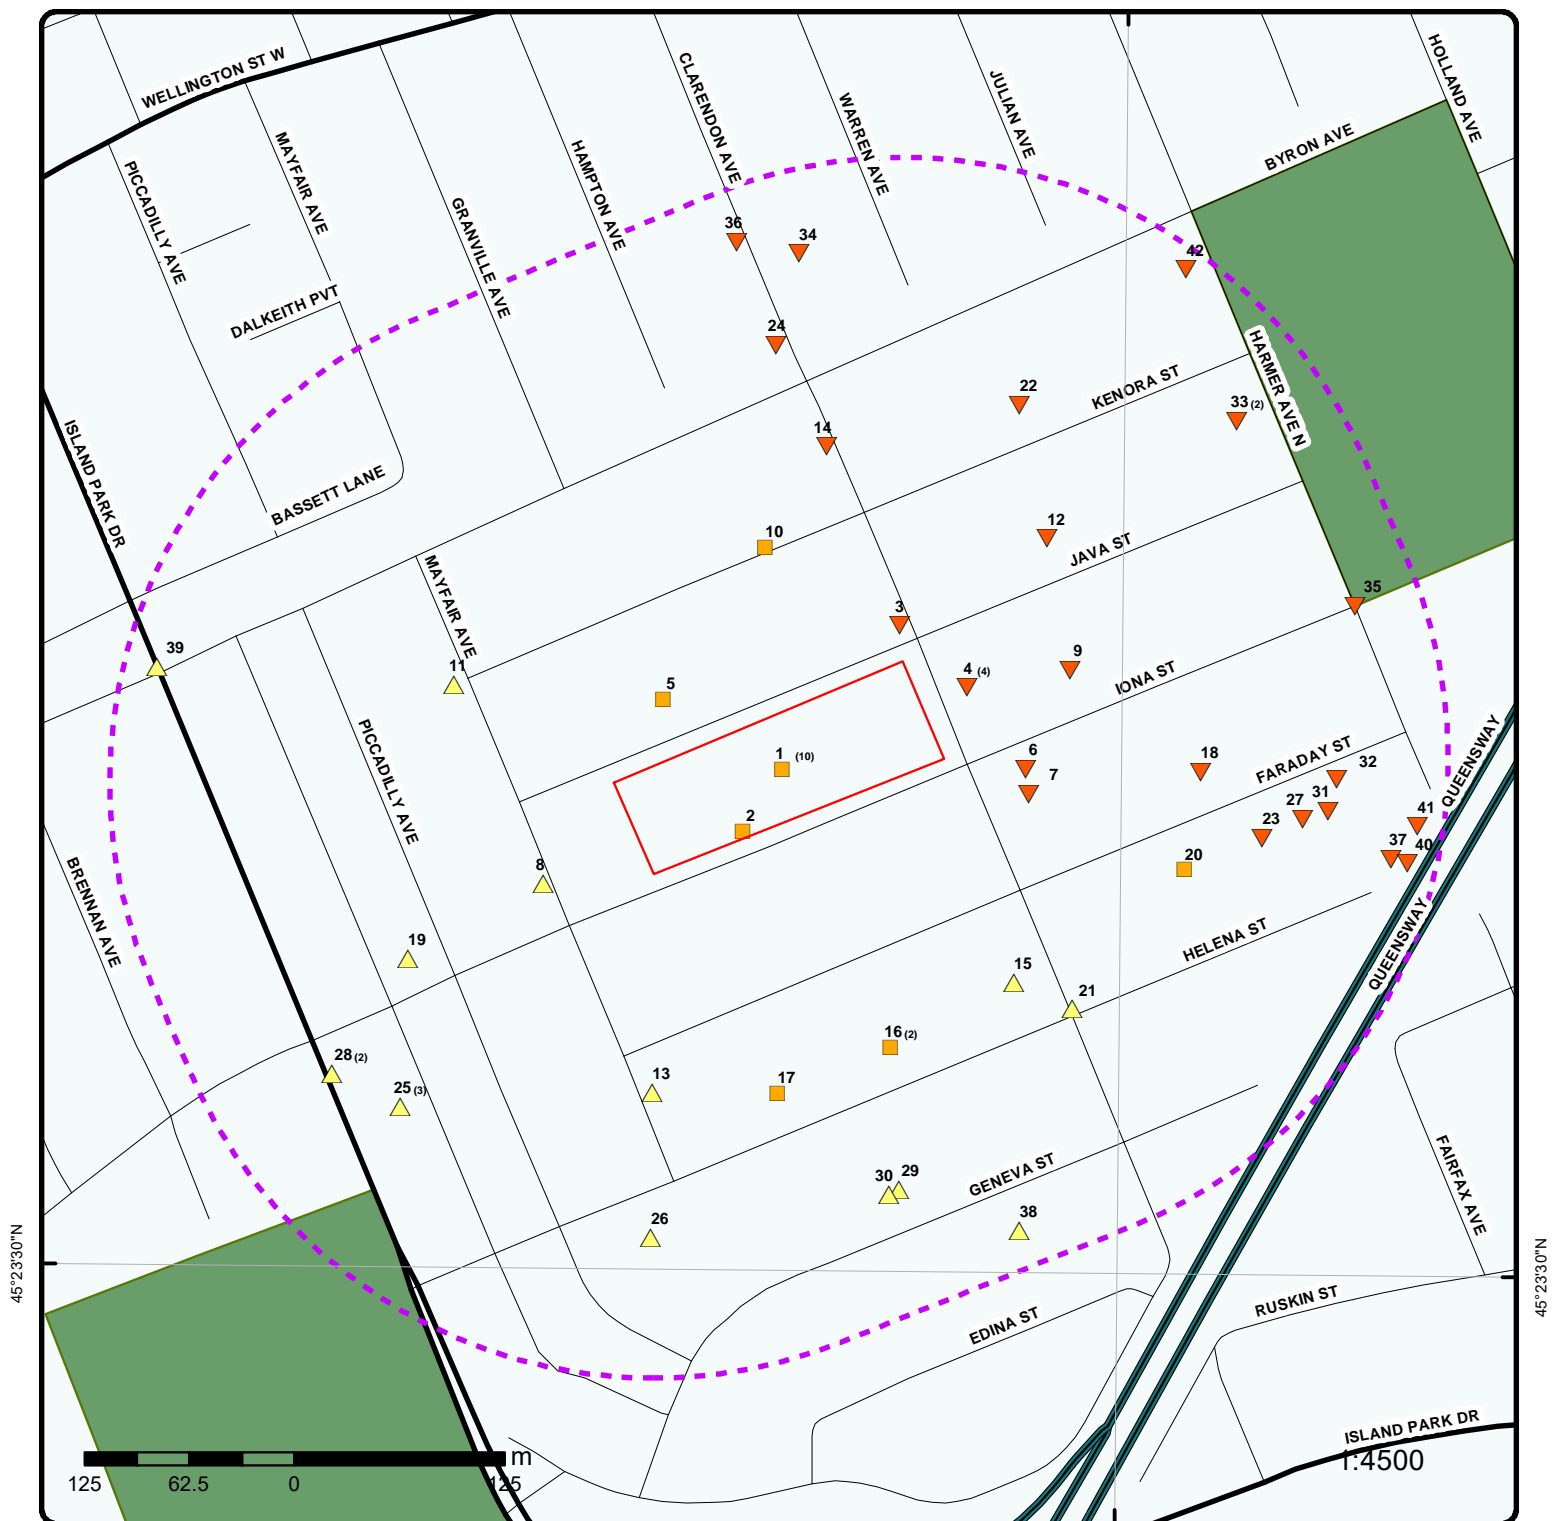 WELLINGTON ST W
PICCADILLY AVE
MAYFAIR AVE
GRANVILLE AVE
HAMPTON AVE
CLARENDON AVE
WARREN AVE
JULIAN AVE
BYRON AVE
HOLLAND AVE
DALKEITH PVT
36
34
42
24
22
KENORA ST
HARMER AVE N
33 (2)
14
ISLAND PARK DR
BASSETT LANE
10
12
JAVA ST
MAYFAIR AVE
3
35
39
11
5
4 (4)
9
IONA ST
PICCADILLY AVE
1 (10)
6
7
18
FARADAY ST
32
QUEENSWAY
2
27
31
23
41
37
40
8
20
BRENNAN AVE
19
QUEENSWAY
HELENA ST
15
21
16 (2)
28 (2)
25 (3)
13
17
30
29
GENEVA ST
FAIRFAX AVE
26
38
45°23'30"N
45°23'30"N
EDINA ST
RUSKIN ST
ISLAND PARK DR
1:4500
m
125
62.5
0
125